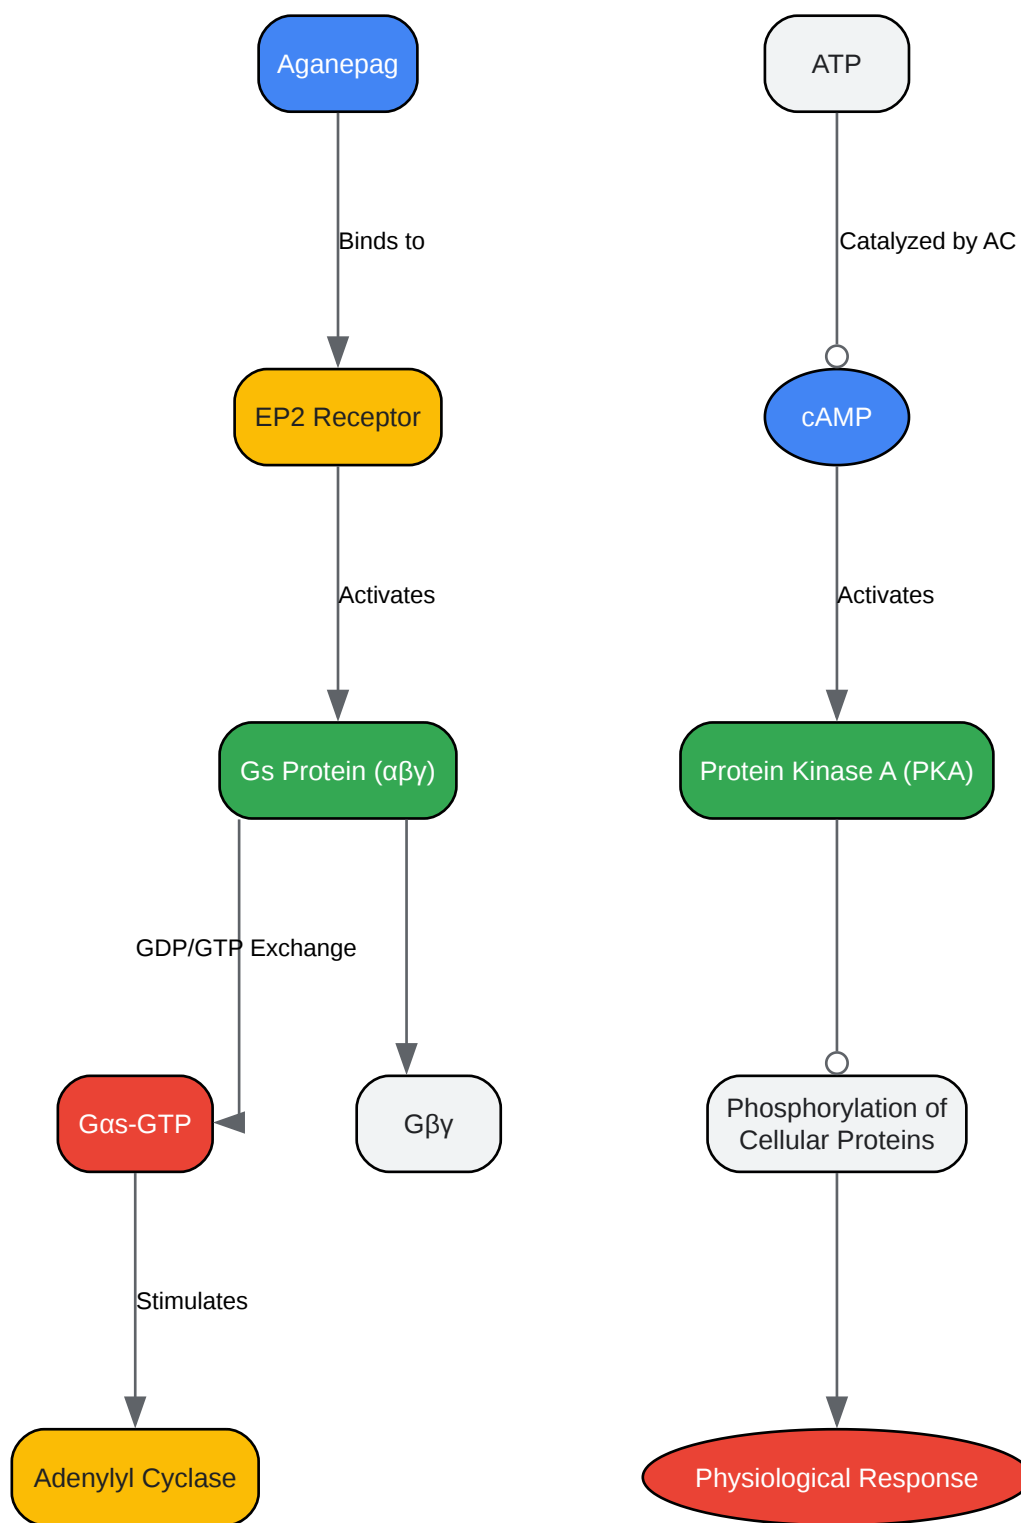 Aganepag
ATP
Binds to
Catalyzed by AC
EP2 Receptor
cAMP
Activates
Activates
Gs Protein (αβγ)
Protein Kinase A (PKA)
GDP/GTP Exchange
Gαs-GTP
Gβγ
Phosphorylation of
Cellular Proteins
Stimulates
Adenylyl Cyclase
Physiological Response